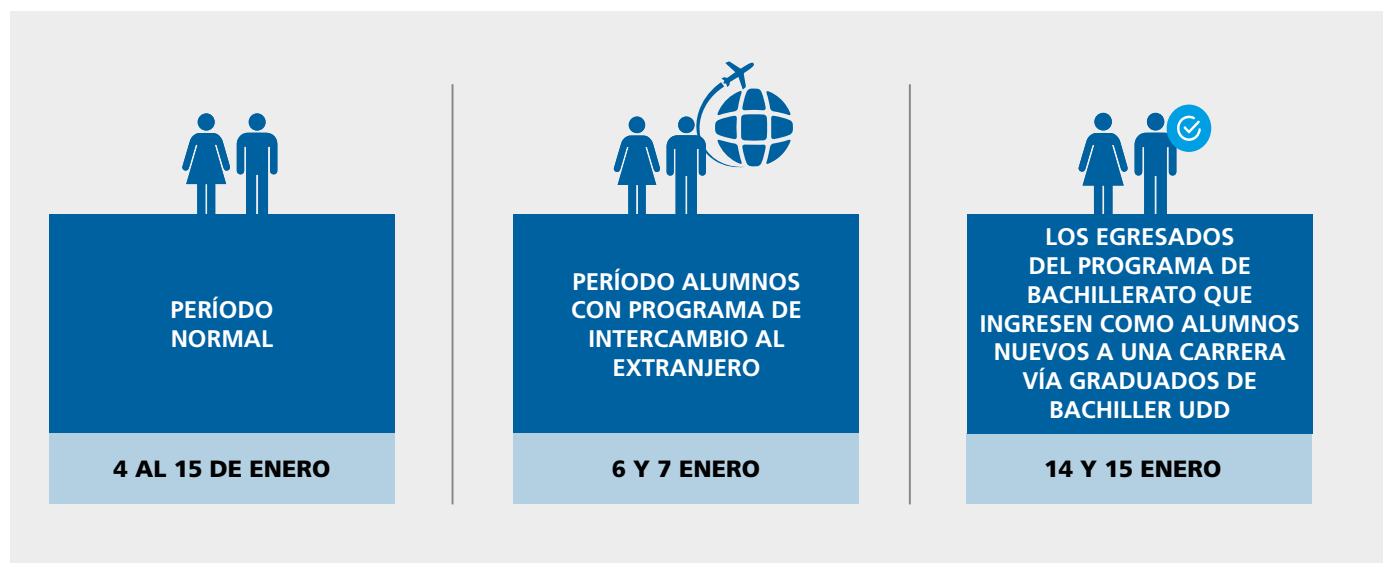 PERÍODO
NORMAL
4 AL 15 DE ENERO
PERÍODO ALUMNOS
CON PROGRAMA DE
INTERCAMBIO AL
EXTRANJERO
6 Y 7 ENERO
LOS EGRESADOS
DEL PROGRAMA DE
BACHILLERATO QUE
INGRESEN COMO ALUMNOS
NUEVOS A UNA CARRERA
VÍA GRADUADOS DE
BACHILLER UDD
14 Y 15 ENERO